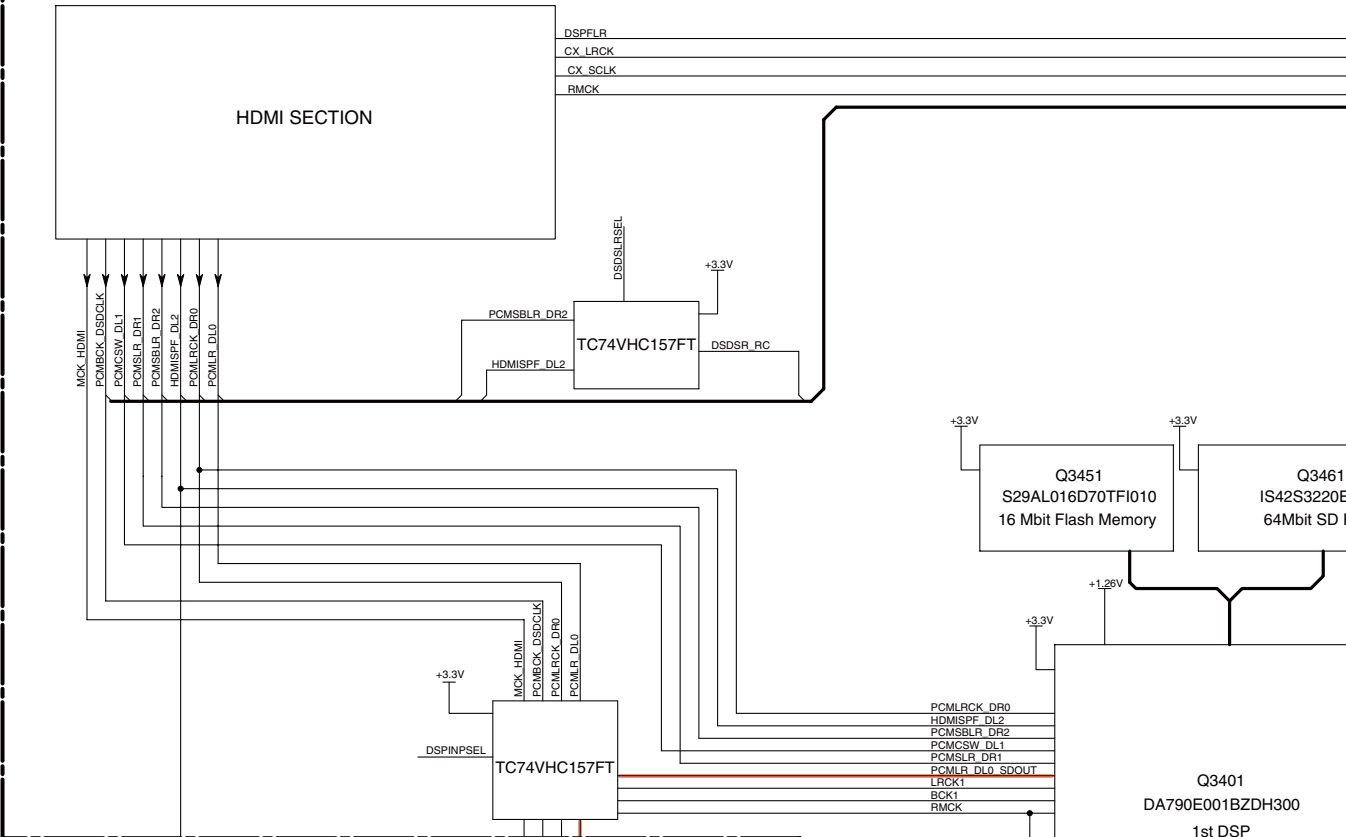 DSPFLR
CX_LRCK
CX_SCLK
RMCK
HDMI SECTION
MCK_HDMI
PCMBCK_DSDCLK
PCMCSW_DL1
PCMSLR_DR1
PCMSBLR_DR2
HDMISPF_DL2
PCMLRCK_DR0
PCMLR_DL0
DSDSLRSEL
+3.3V
PCMSBLR_DR2
HDMISPF_DL2
TC74VHC157FT
DSDSR_RC
+3.3V
Q3451
S29AL016D70TFI010
16 Mbit Flash Memory
+3.3V
Q3461
IS42S3220
64Mbit SD
+1.26V
+3.3V
MCK_HDMI
PCMBCK_DSDCLK
PCMLRCK_DR0
PCMLR_DL0
+3.3V
DSPINPSEL
TC74VHC157FT
PCMLRCK_DR0
HDMISPF_DL2
PCMSBLR_DR2
PCMCSW_DL1
PCMSLR_DR1
PCMLR_DL0_SDOUT
LRCK1
BCK1
RMCK
Q3401
DA790E001BZDH300
1st DSP